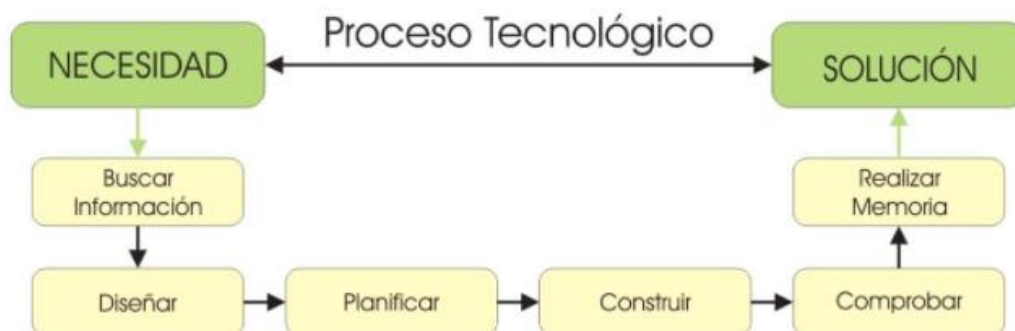 Proceso Tecnológico
NECESIDAD
SOLUCIÓN
Buscar
Información
Realizar
Memoria
Diseñar
Planificar
Construir
Comprobar